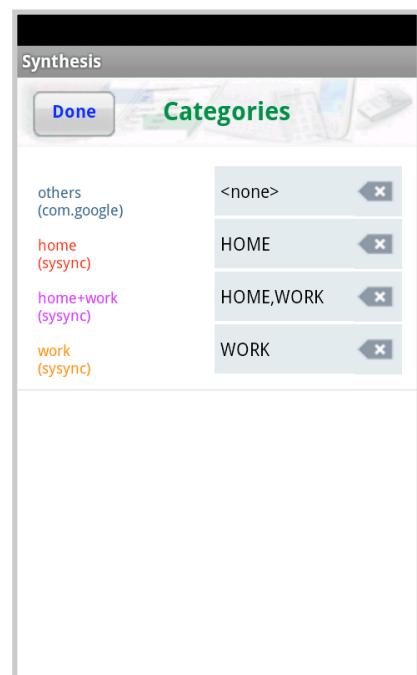 Synthesis
Done Categories
others
(com.google)
<none>
home
(sysync)
HOME
home+work
(sysync)
HOME,WORK
work
(sysync)
WORK